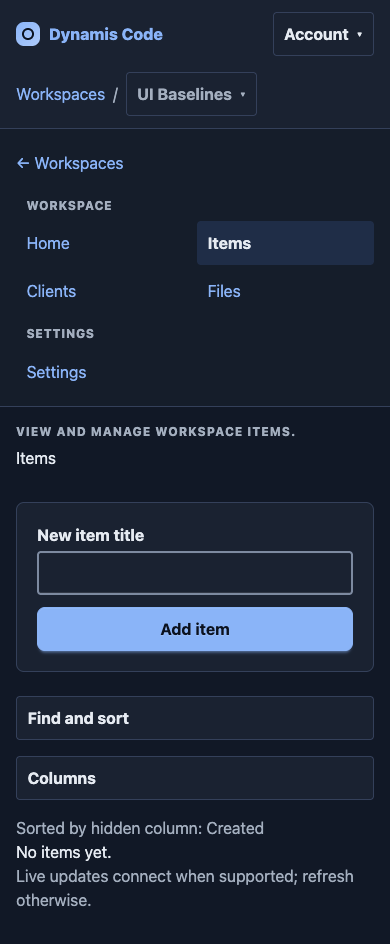 Dynamis Code
Account ▾
Workspaces / UI Baselines ▾
← Workspaces
WORKSPACE
Home
Items
Clients
Files
SETTINGS
Settings
VIEW AND MANAGE WORKSPACE ITEMS.
Items
New item title
Add item
Find and sort
Columns
Sorted by hidden column: Created
No items yet.
Live updates connect when supported; refresh
otherwise.